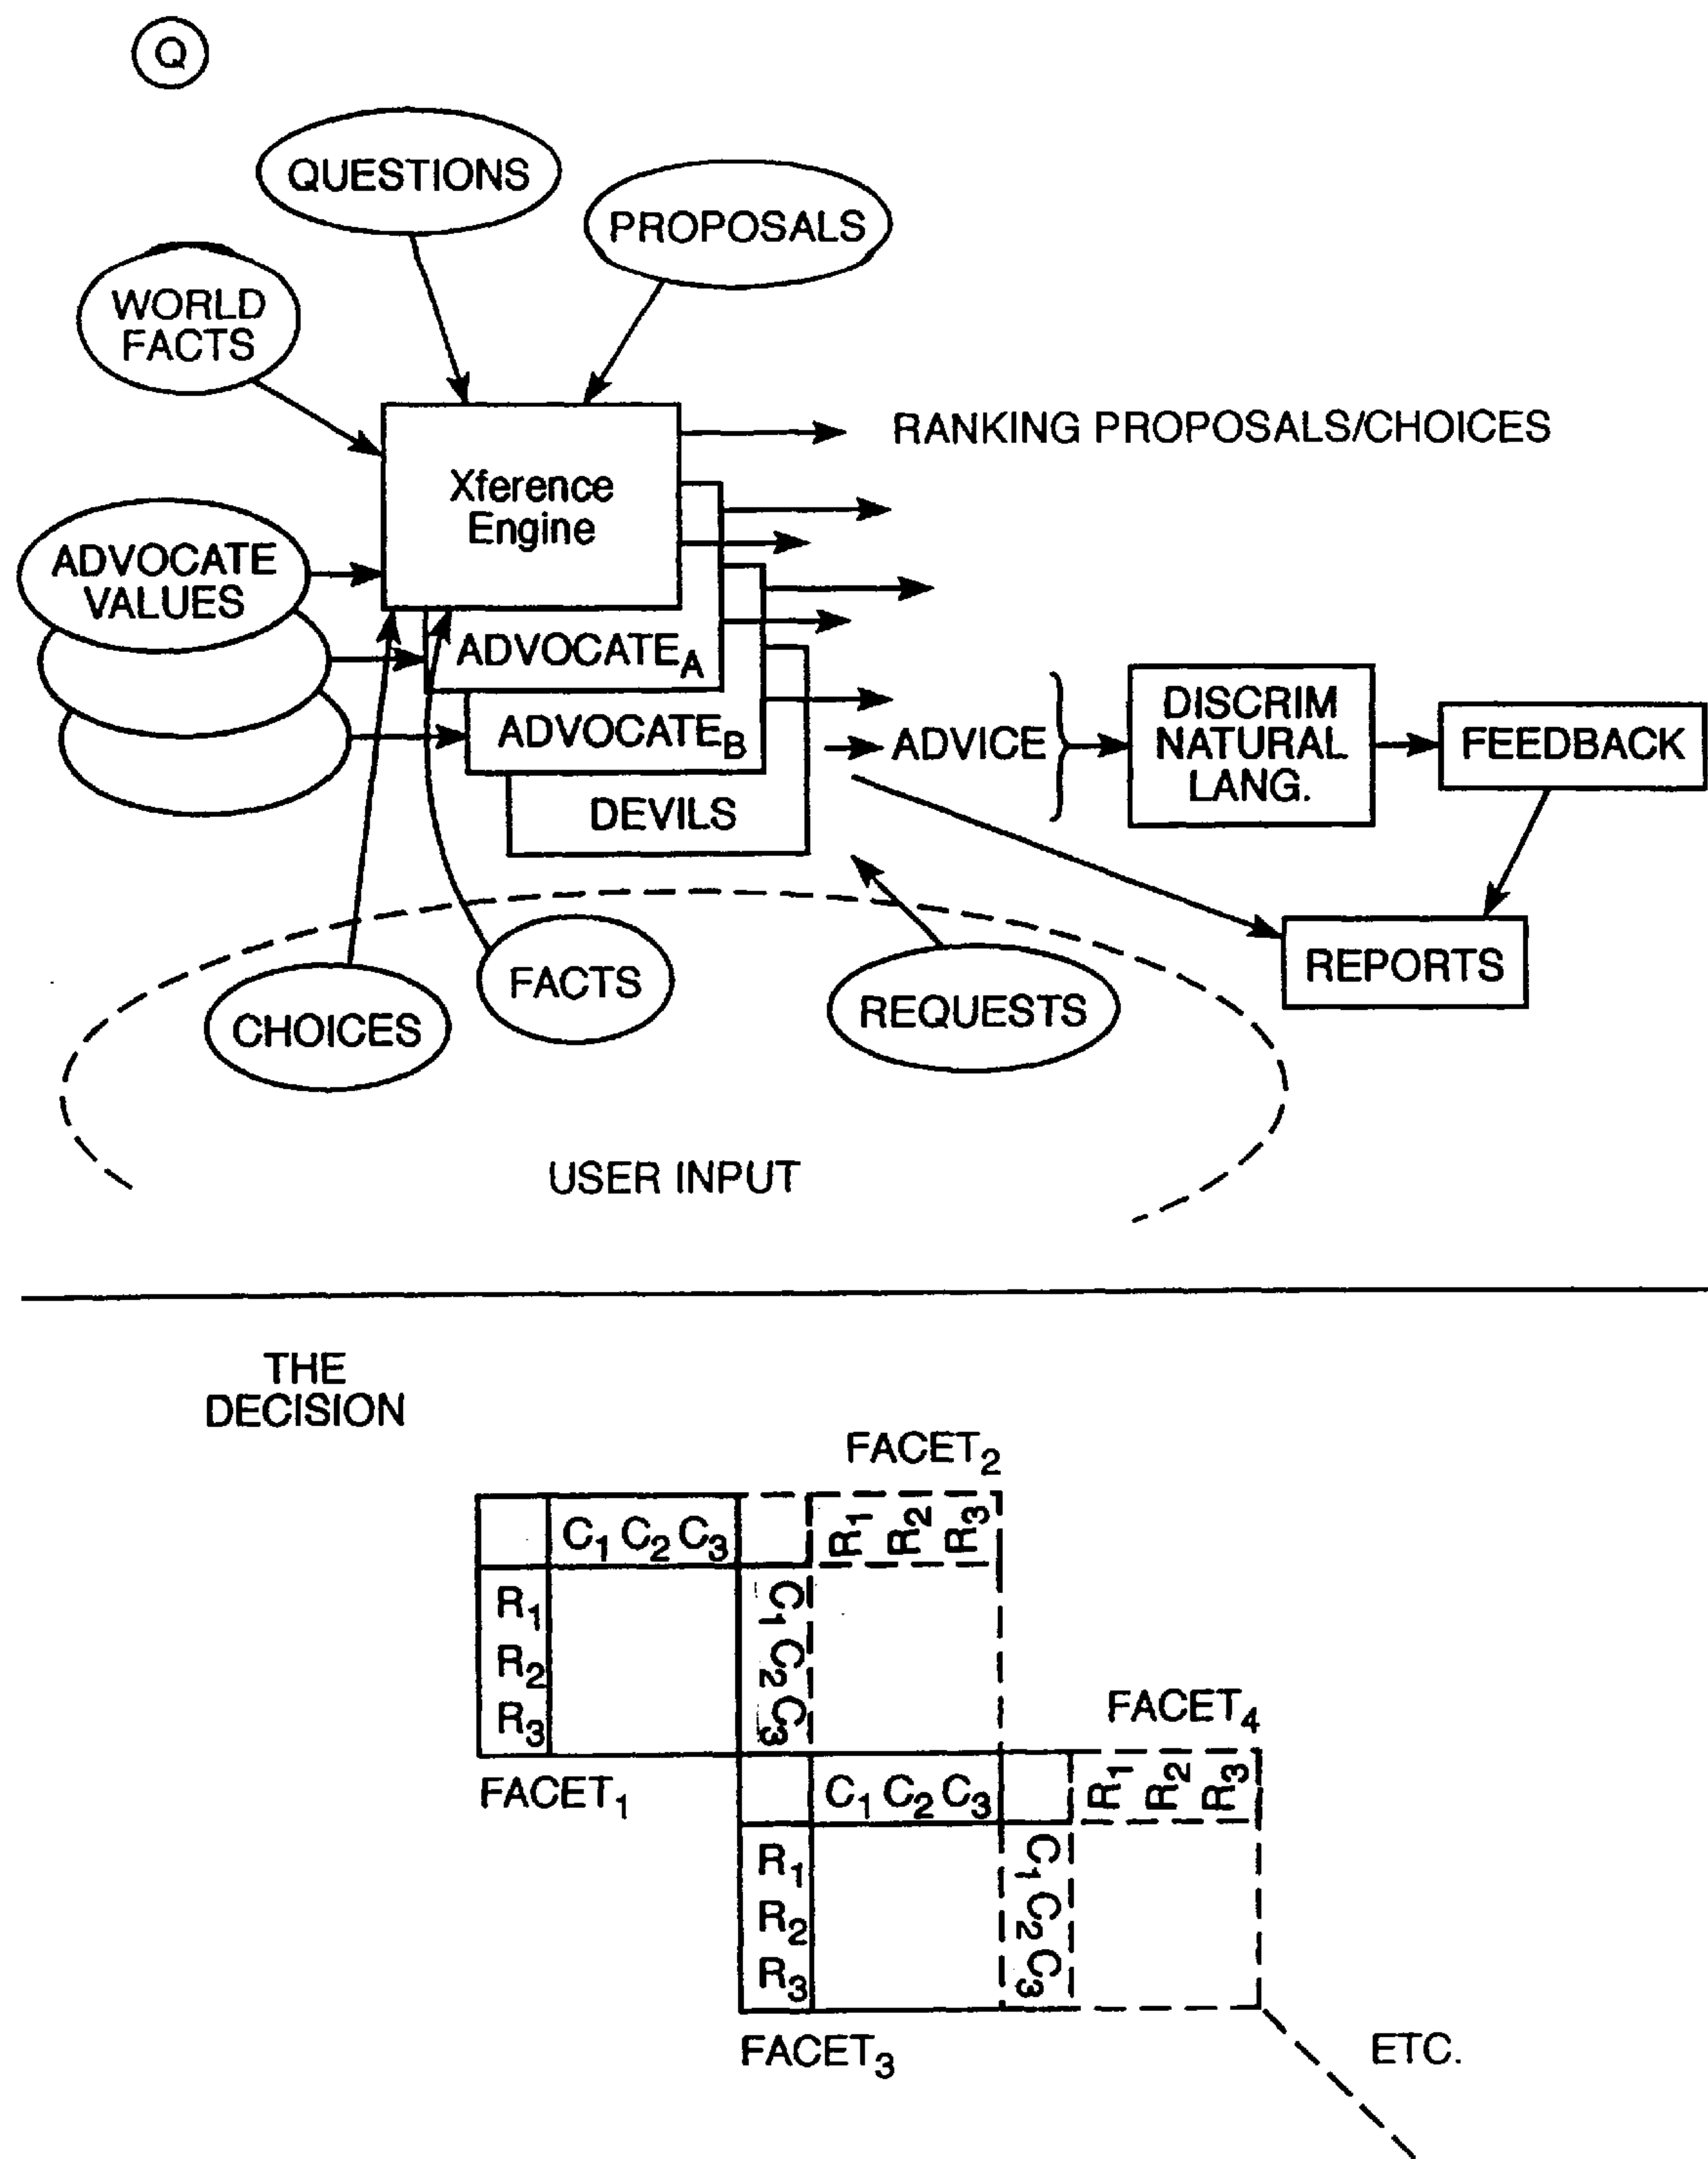 Q
QUESTIONS
PROPOSALS
WORLD
FACTS
RANKING PROPOSALS/CHOICES
Xference
Engine
ADVOCATE
VALUES
ADVOCATE_A
ADVOCATE_B
DEVILS
ADVICE
DISCRIM
NATURAL
LANG.
FEEDBACK
REPORTS
CHOICES
FACTS
REQUESTS
USER INPUT
THE
DECISION
FACET₂
C₁ C₂ C₃
R₁ R₂ R₃
R₁
R₂
R₃
C₁ C₂ C₃
FACET₁
FACET₄
C₁ C₂ C₃
R₁ R₂ R₃
R₁
R₂
R₃
C₁ C₂ C₃
FACET₃
ETC.